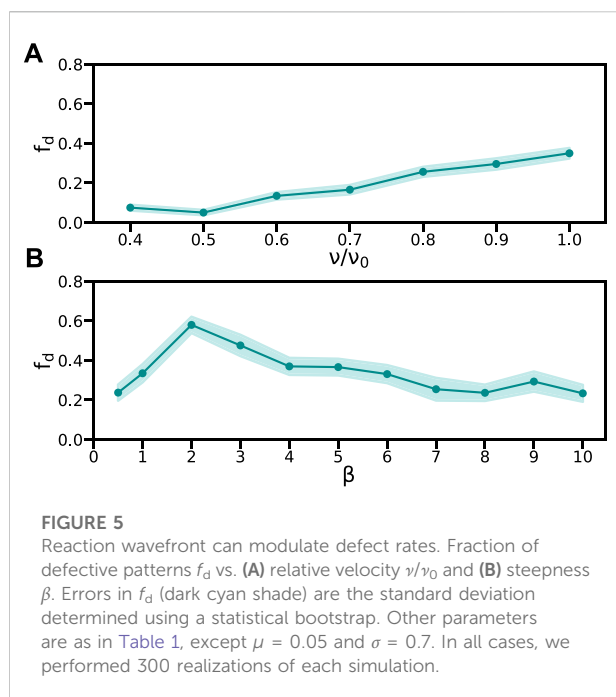 A
0.8
0.6
0.4
0.2
0.0
f_d
0.4 0.5 0.6 0.7 0.8 0.9 1.0
ν/ν₀
B
0.8
0.6
0.4
0.2
0.0
f_d
0 1 2 3 4 5 6 7 8 9 10
β
FIGURE 5
Reaction wavefront can modulate defect rates. Fraction of
defective patterns f_d vs. (A) relative velocity ν/ν₀ and (B) steepness
β. Errors in f_d (dark cyan shade) are the standard deviation
determined using a statistical bootstrap. Other parameters
are as in Table 1, except μ = 0.05 and σ = 0.7. In all cases, we
performed 300 realizations of each simulation.